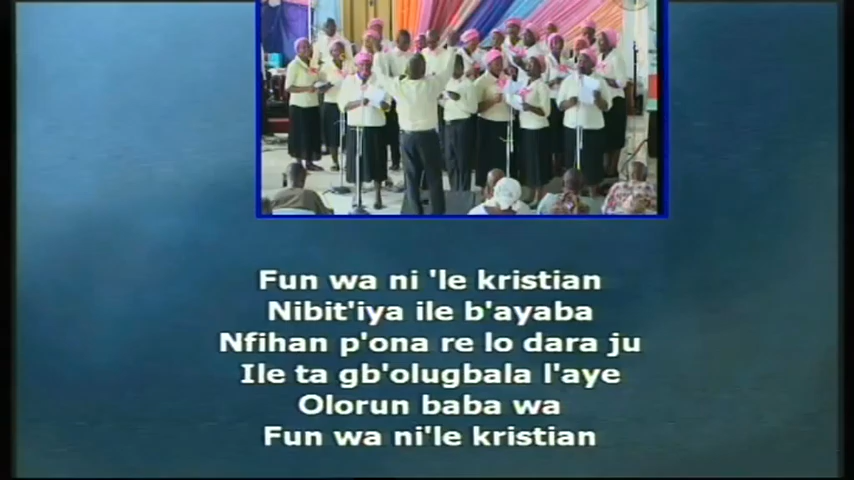 Fun wa ni 'le kristian
Nibit'iya ile b'ayaba
Nfihan p'ona re lo dara ju
Ile ta gb'olugbala l'aye
Olorun baba wa
Fun wa ni'le kristian